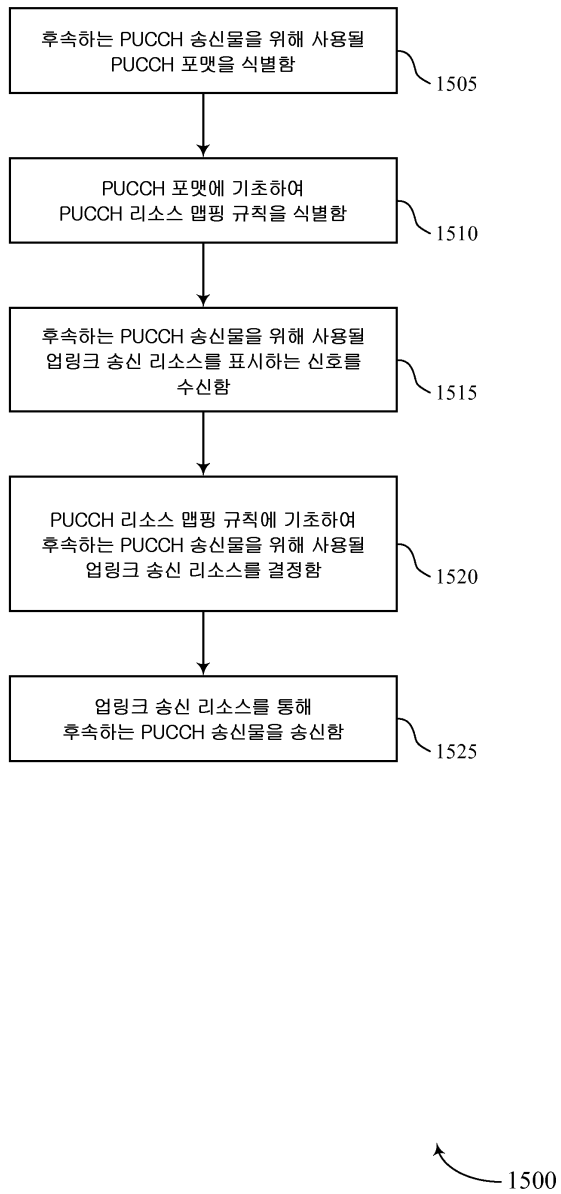 후속하는 PUCCH 송신물을 위해 사용될
PUCCH 포맷을 식별함
1505
PUCCH 포맷에 기초하여
PUCCH 리소스 맵핑 규칙을 식별함
1510
후속하는 PUCCH 송신물을 위해 사용될
업링크 송신 리소스를 표시하는 신호를
수신함
1515
PUCCH 리소스 맵핑 규칙에 기초하여
후속하는 PUCCH 송신물을 위해 사용될
업링크 송신 리소스를 결정함
1520
업링크 송신 리소스를 통해
후속하는 PUCCH 송신물을 송신함
1525
1500